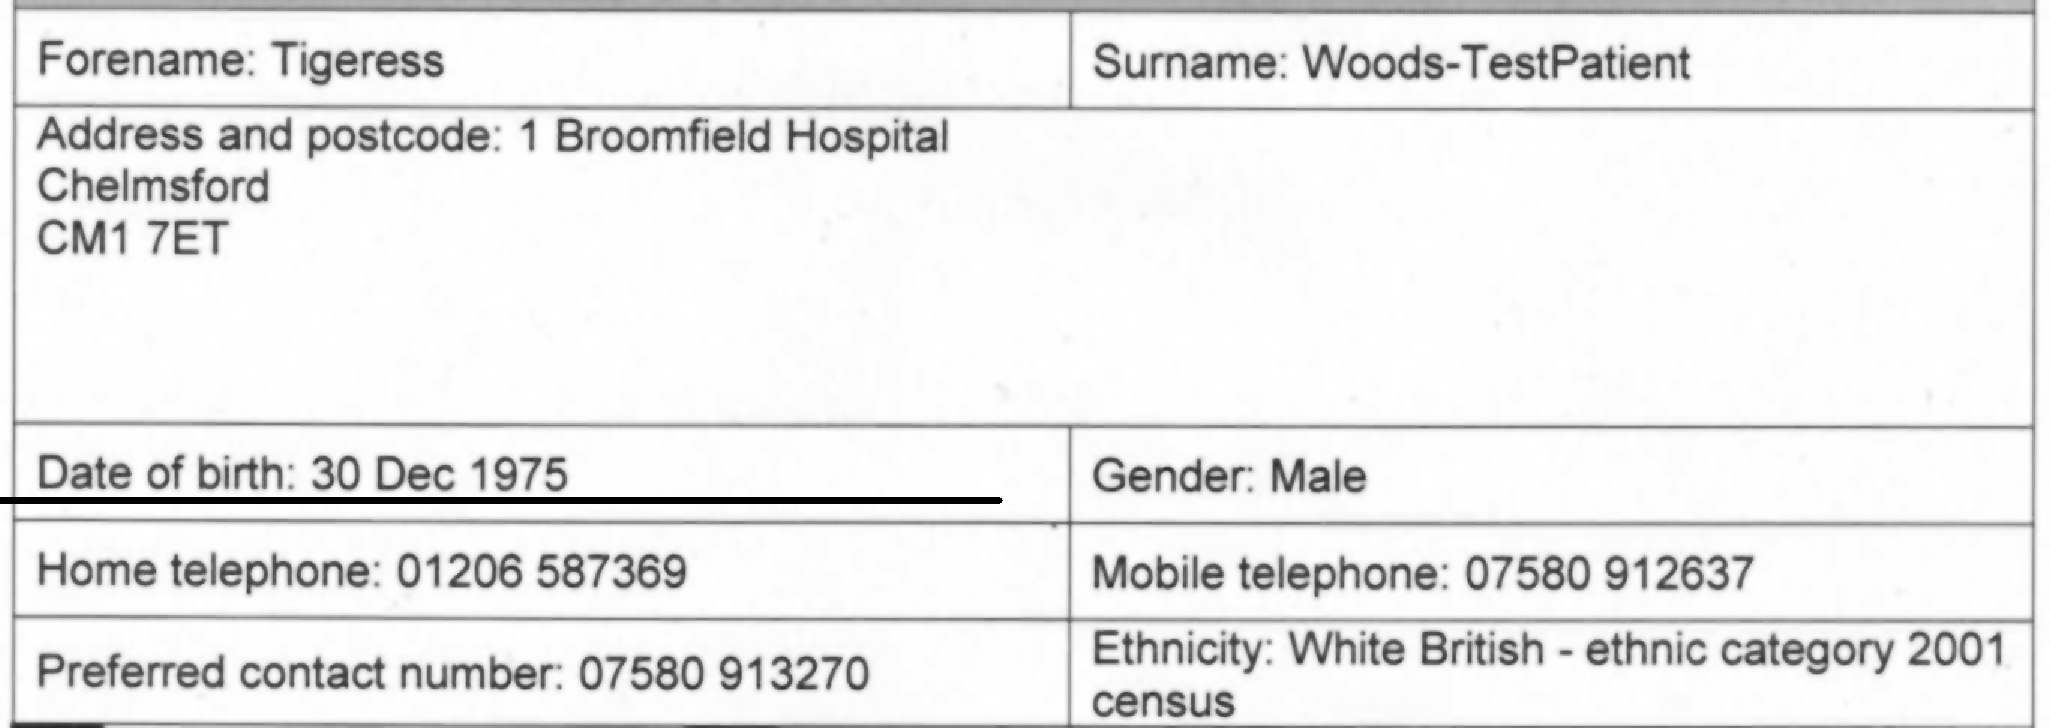 Forename: Tigeress
Surname: Woods-TestPatient
Address and postcode: 1 Broomfield Hospital
Chelmsford
CM1 7ET
Date of birth: 30 Dec 1975
Gender: Male
Home telephone: 01206 587369
Mobile telephone: 07580 912637
Preferred contact number: 07580 913270
Ethnicity: White British - ethnic category 2001
census